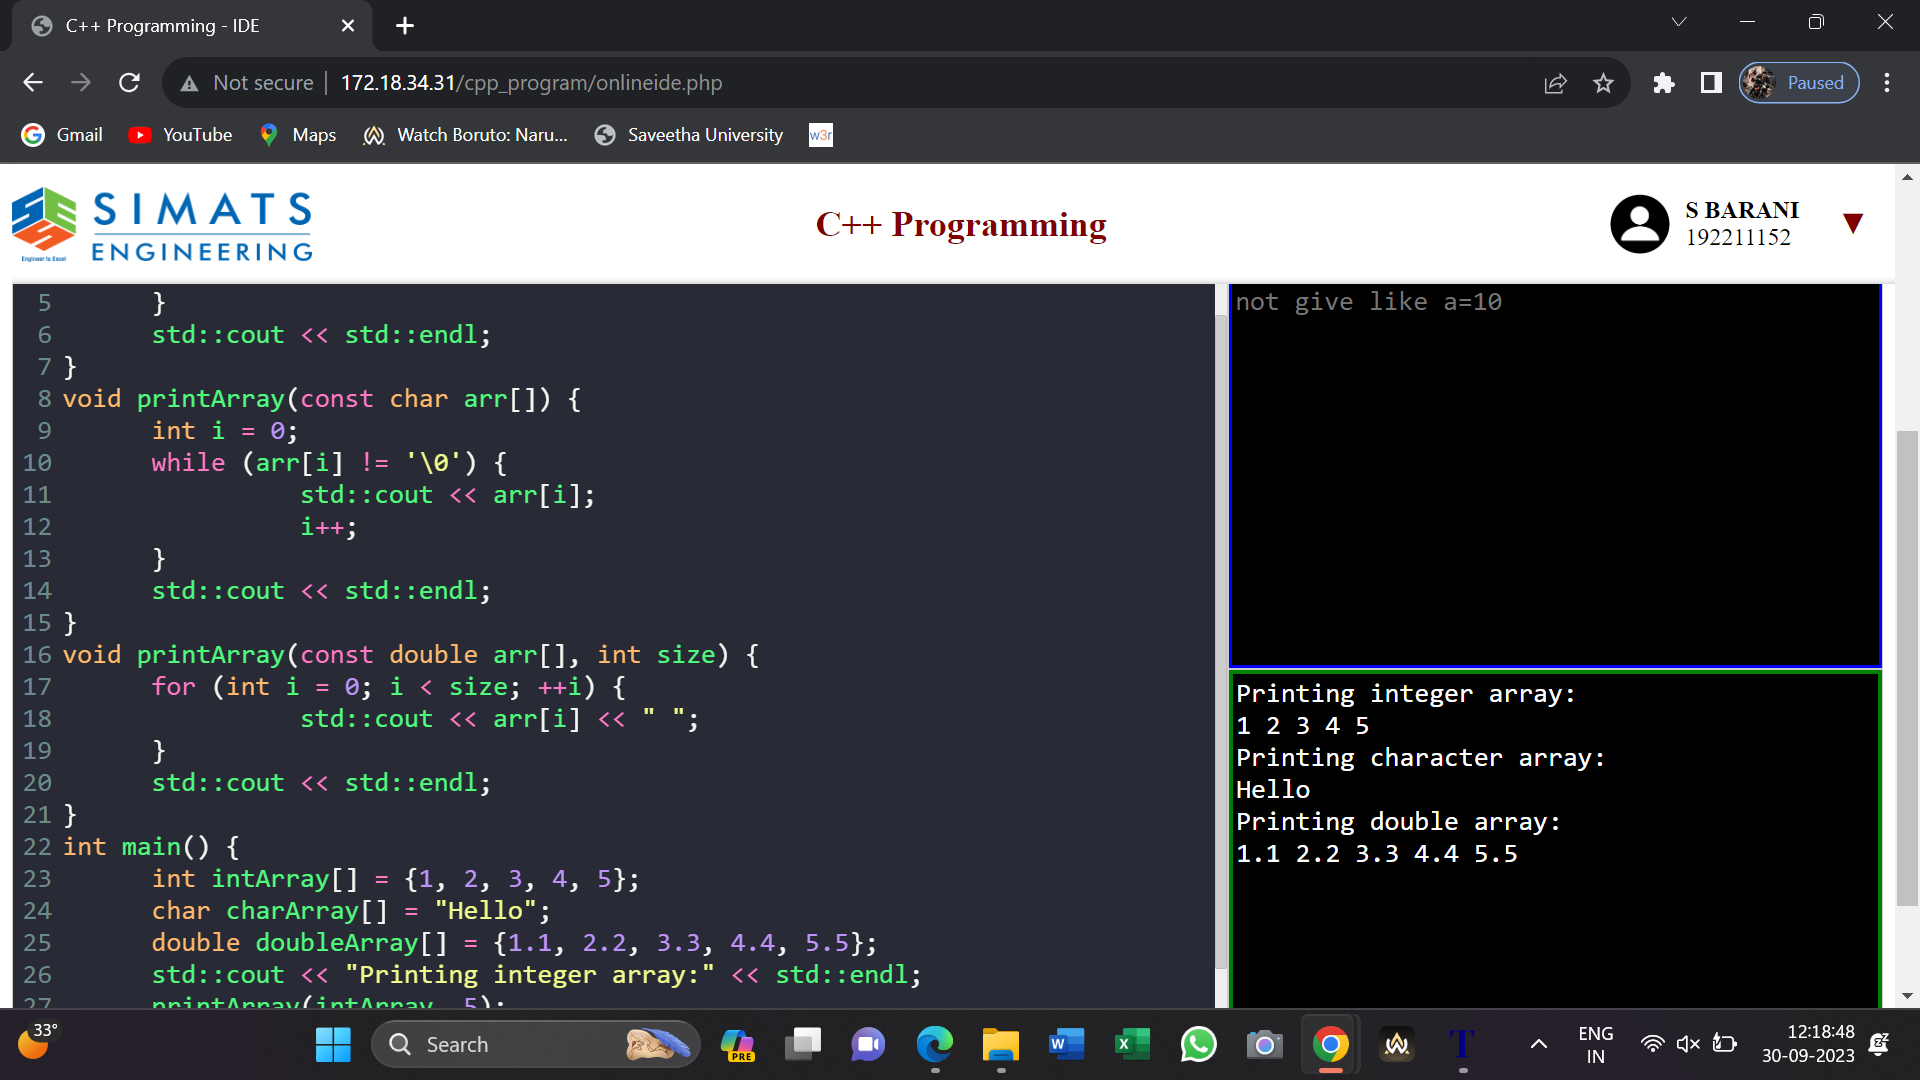 C++ Programming - IDE
Not secure
172.18.34.31/cpp_program/onlineide.php
Paused
Gmail
YouTube
Maps
Watch Boruto: Naru...
Saveetha University
w3r
SIMATS
ENGINEERING
Engineer to Excel
C++ Programming
S BARANI
192211152
5 }
6 std::cout << std::endl;
7 }
8 void printArray(const char arr[]) {
9 int i = 0;
10 while (arr[i] != '\0') {
11 std::cout << arr[i];
12 i++;
13 }
14 std::cout << std::endl;
15 }
16 void printArray(const double arr[], int size) {
17 for (int i = 0; i < size; ++i) {
18 std::cout << arr[i] << " ";
19 }
20 std::cout << std::endl;
21 }
22 int main() {
23 int intArray[] = {1, 2, 3, 4, 5};
24 char charArray[] = "Hello";
25 double doubleArray[] = {1.1, 2.2, 3.3, 4.4, 5.5};
26 std::cout << "Printing integer array:" << std::endl;
27 printArray(intArray, 5);
not give like a=10
Printing integer array:
1 2 3 4 5
Printing character array:
Hello
Printing double array:
1.1 2.2 3.3 4.4 5.5
33°
Search
PRE
ENG
IN
12:18:48
30-09-2023